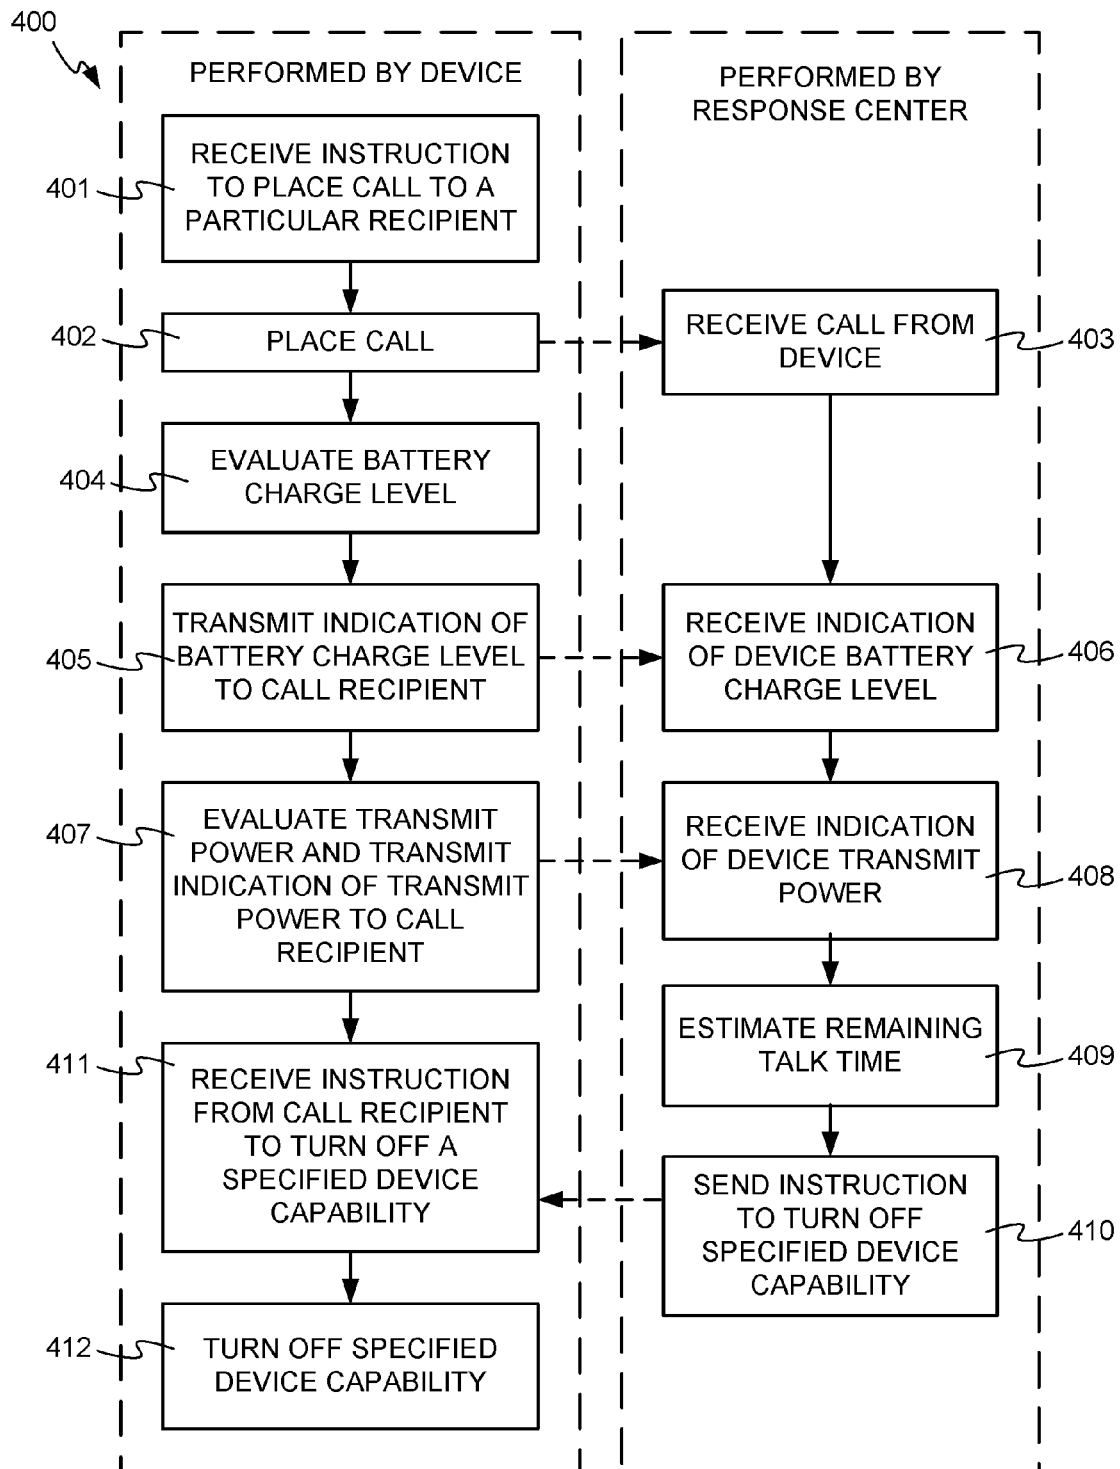 400
PERFORMED BY DEVICE
PERFORMED BY
RESPONSE CENTER
401
RECEIVE INSTRUCTION
TO PLACE CALL TO A
PARTICULAR RECIPIENT
402
PLACE CALL
RECEIVE CALL FROM
DEVICE
403
404
EVALUATE BATTERY
CHARGE LEVEL
405
TRANSMIT INDICATION OF
BATTERY CHARGE LEVEL
TO CALL RECIPIENT
RECEIVE INDICATION
OF DEVICE BATTERY
CHARGE LEVEL
406
407
EVALUATE TRANSMIT
POWER AND TRANSMIT
INDICATION OF TRANSMIT
POWER TO CALL
RECIPIENT
RECEIVE INDICATION
OF DEVICE TRANSMIT
POWER
408
ESTIMATE REMAINING
TALK TIME
409
411
RECEIVE INSTRUCTION
FROM CALL RECIPIENT
TO TURN OFF A
SPECIFIED DEVICE
CAPABILITY
SEND INSTRUCTION
TO TURN OFF
SPECIFIED DEVICE
CAPABILITY
410
412
TURN OFF SPECIFIED
DEVICE CAPABILITY